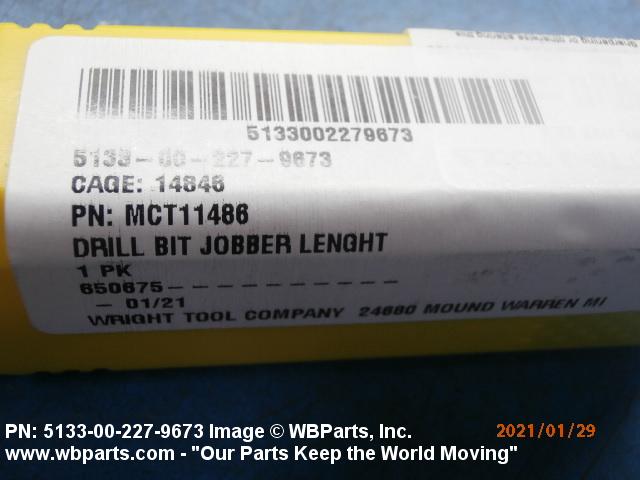 5133002279673
5133-00-227-9673
CAGE: 14846
PN: MCT11486
DRILL BIT JOBBER LENGHT
1 PK
650675- - - - - - - - - -
- 01/21
WRIGHT TOOL COMPANY 24680 MOUND WARREN MI
PN: 5133-00-227-9673 Image © WBParts, Inc.
2021/01/29
www.wbparts.com - "Our Parts Keep the World Moving"